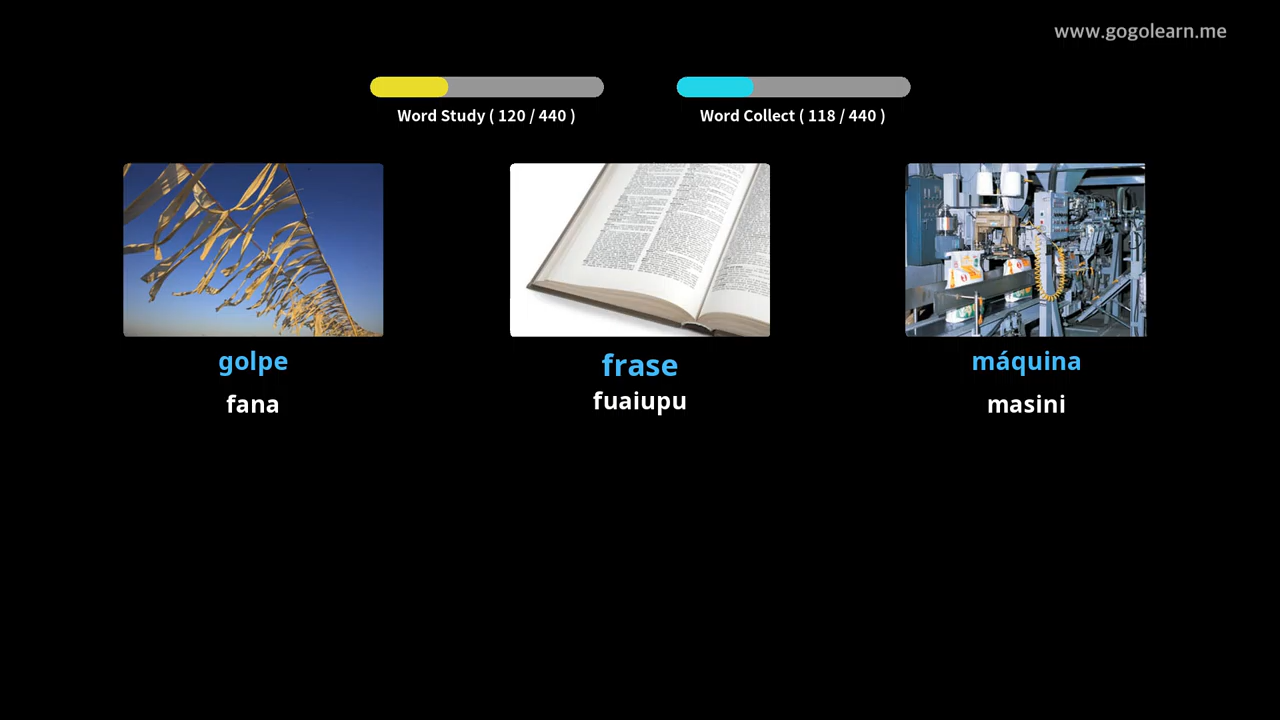 www.gogolearn.me
Word Study ( 120 / 440 )
Word Collect ( 118 / 440 )
golpe
fana
frase
fuaiupu
máquina
masini